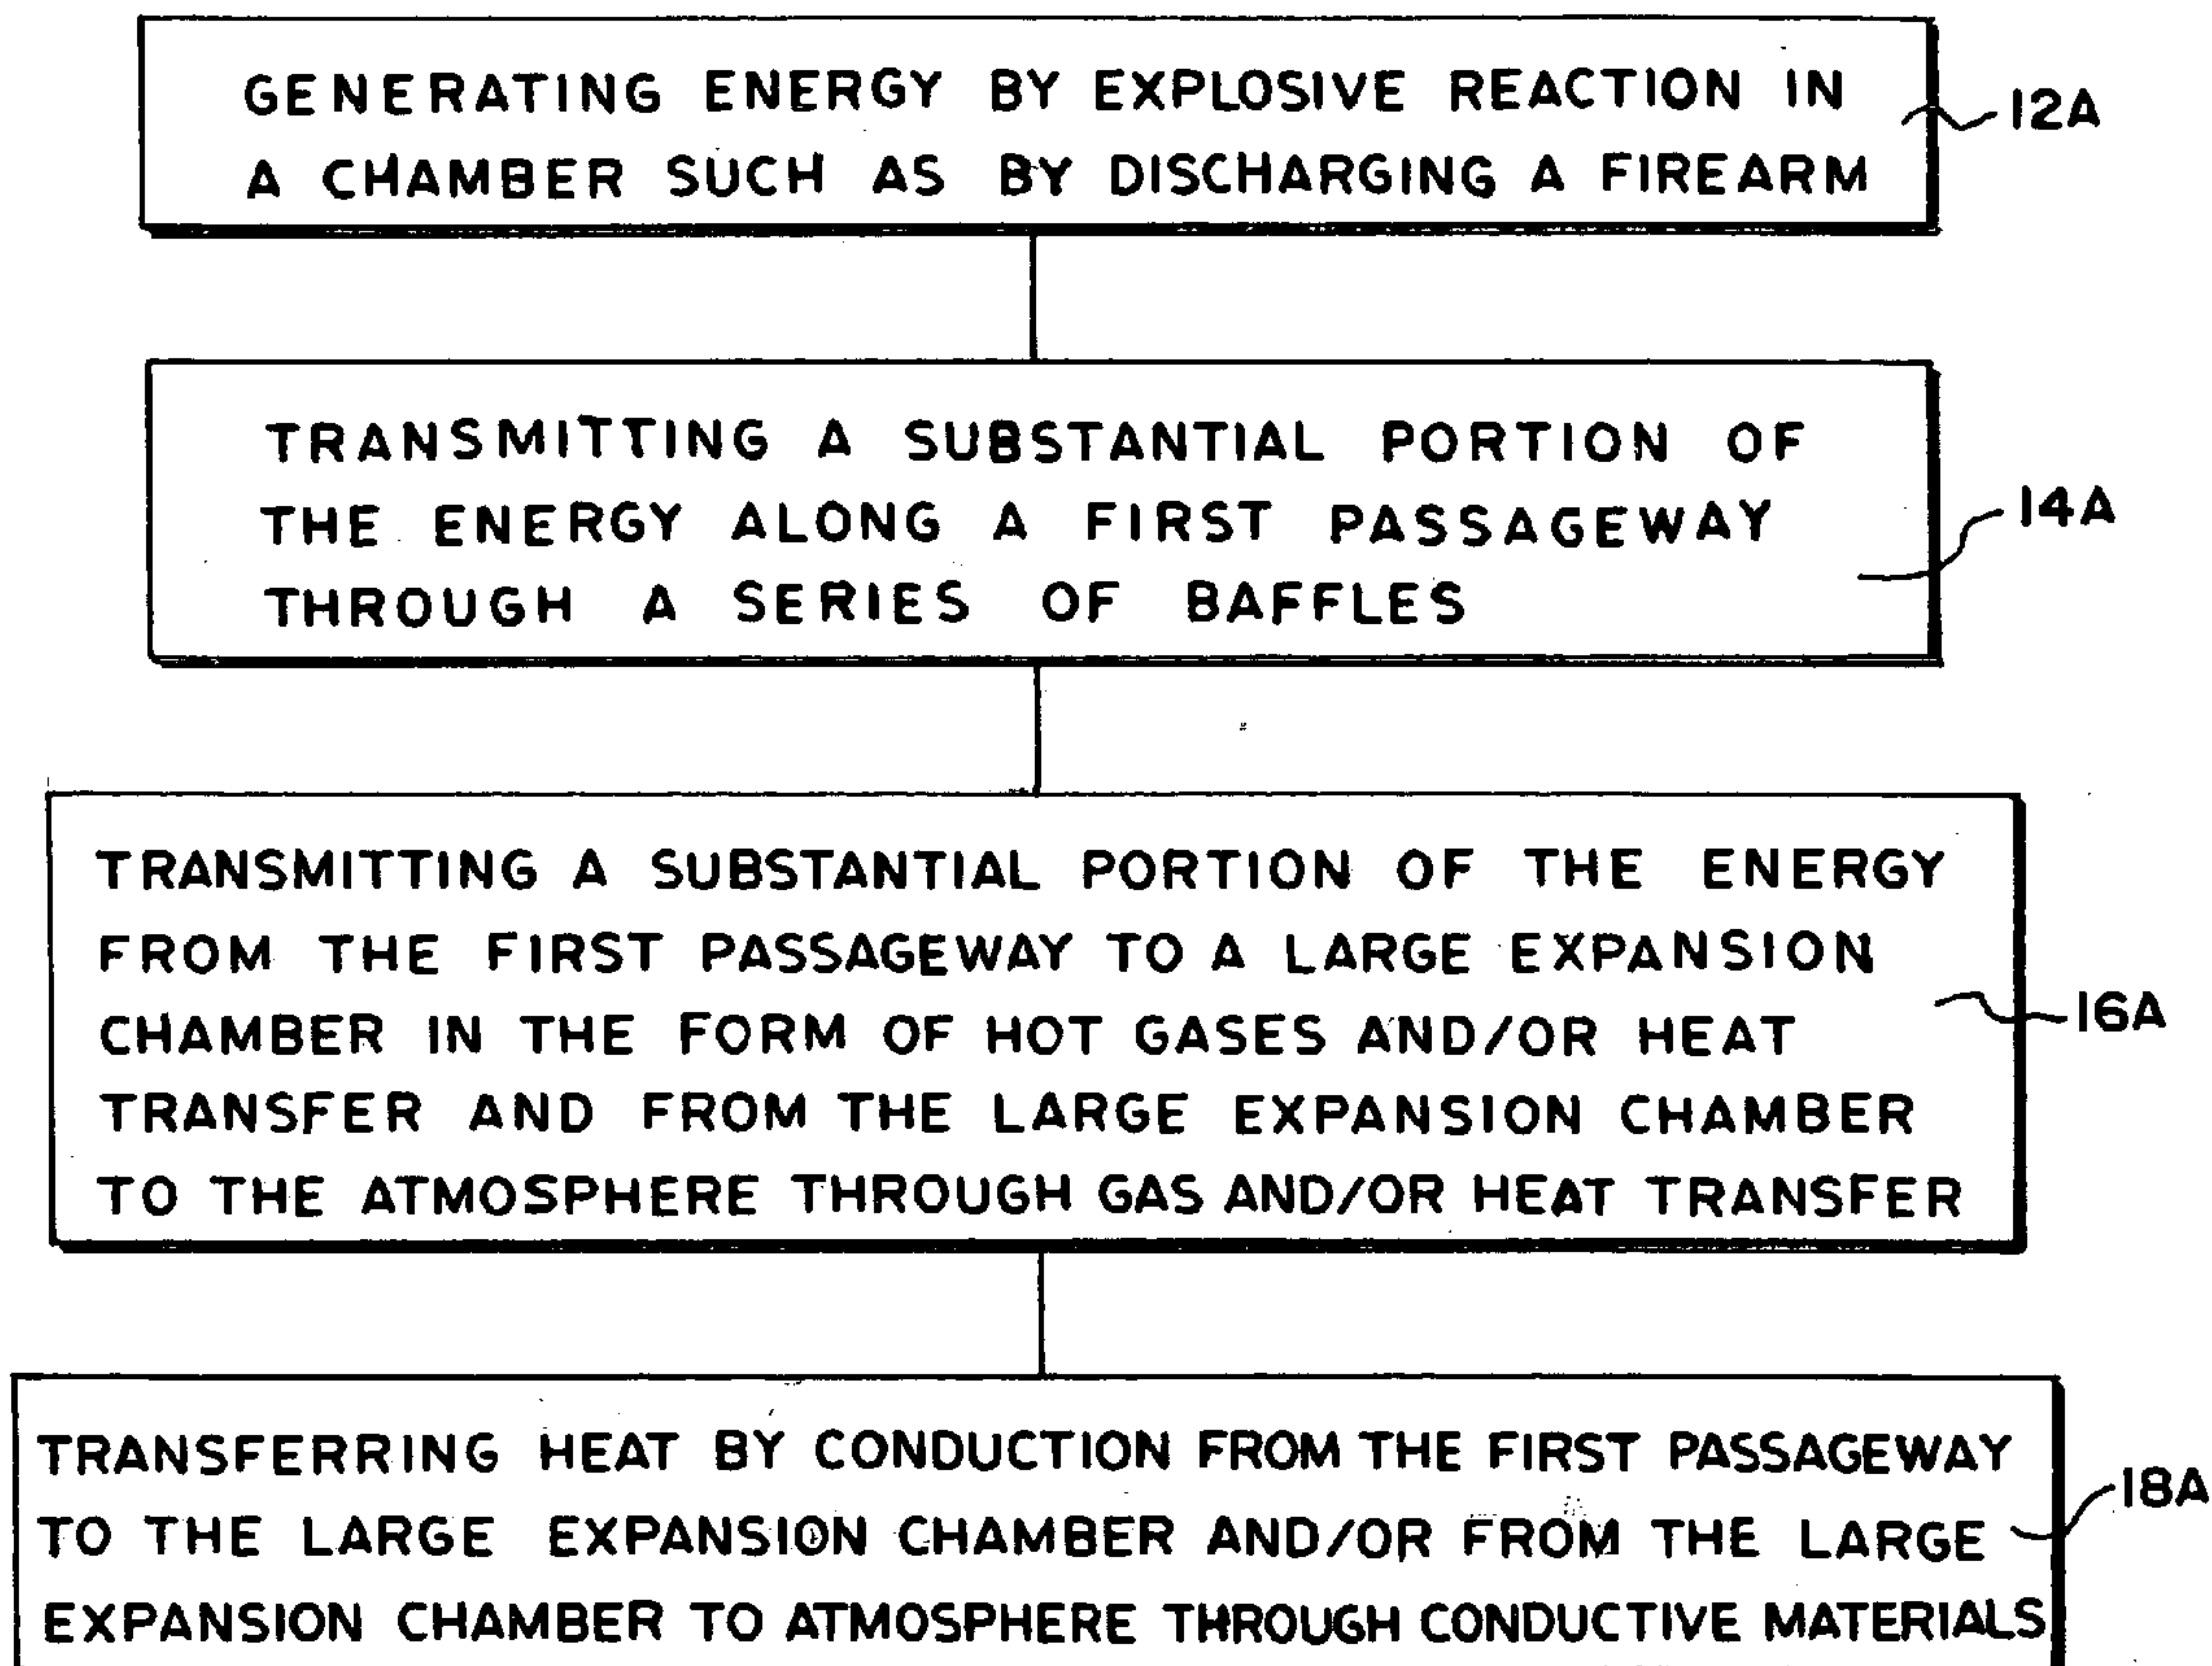 GENERATING ENERGY BY EXPLOSIVE REACTION IN
A CHAMBER SUCH AS BY DISCHARGING A FIREARM
12A
TRANSMITTING A SUBSTANTIAL PORTION OF
THE ENERGY ALONG A FIRST PASSAGEWAY
THROUGH A SERIES OF BAFFLES
14A
TRANSMITTING A SUBSTANTIAL PORTION OF THE ENERGY
FROM THE FIRST PASSAGEWAY TO A LARGE EXPANSION
CHAMBER IN THE FORM OF HOT GASES AND/OR HEAT
TRANSFER AND FROM THE LARGE EXPANSION CHAMBER
TO THE ATMOSPHERE THROUGH GAS AND/OR HEAT TRANSFER
16A
TRANSFERRING HEAT BY CONDUCTION FROM THE FIRST PASSAGEWAY
TO THE LARGE EXPANSION CHAMBER AND/OR FROM THE LARGE
EXPANSION CHAMBER TO ATMOSPHERE THROUGH CONDUCTIVE MATERIALS
18A